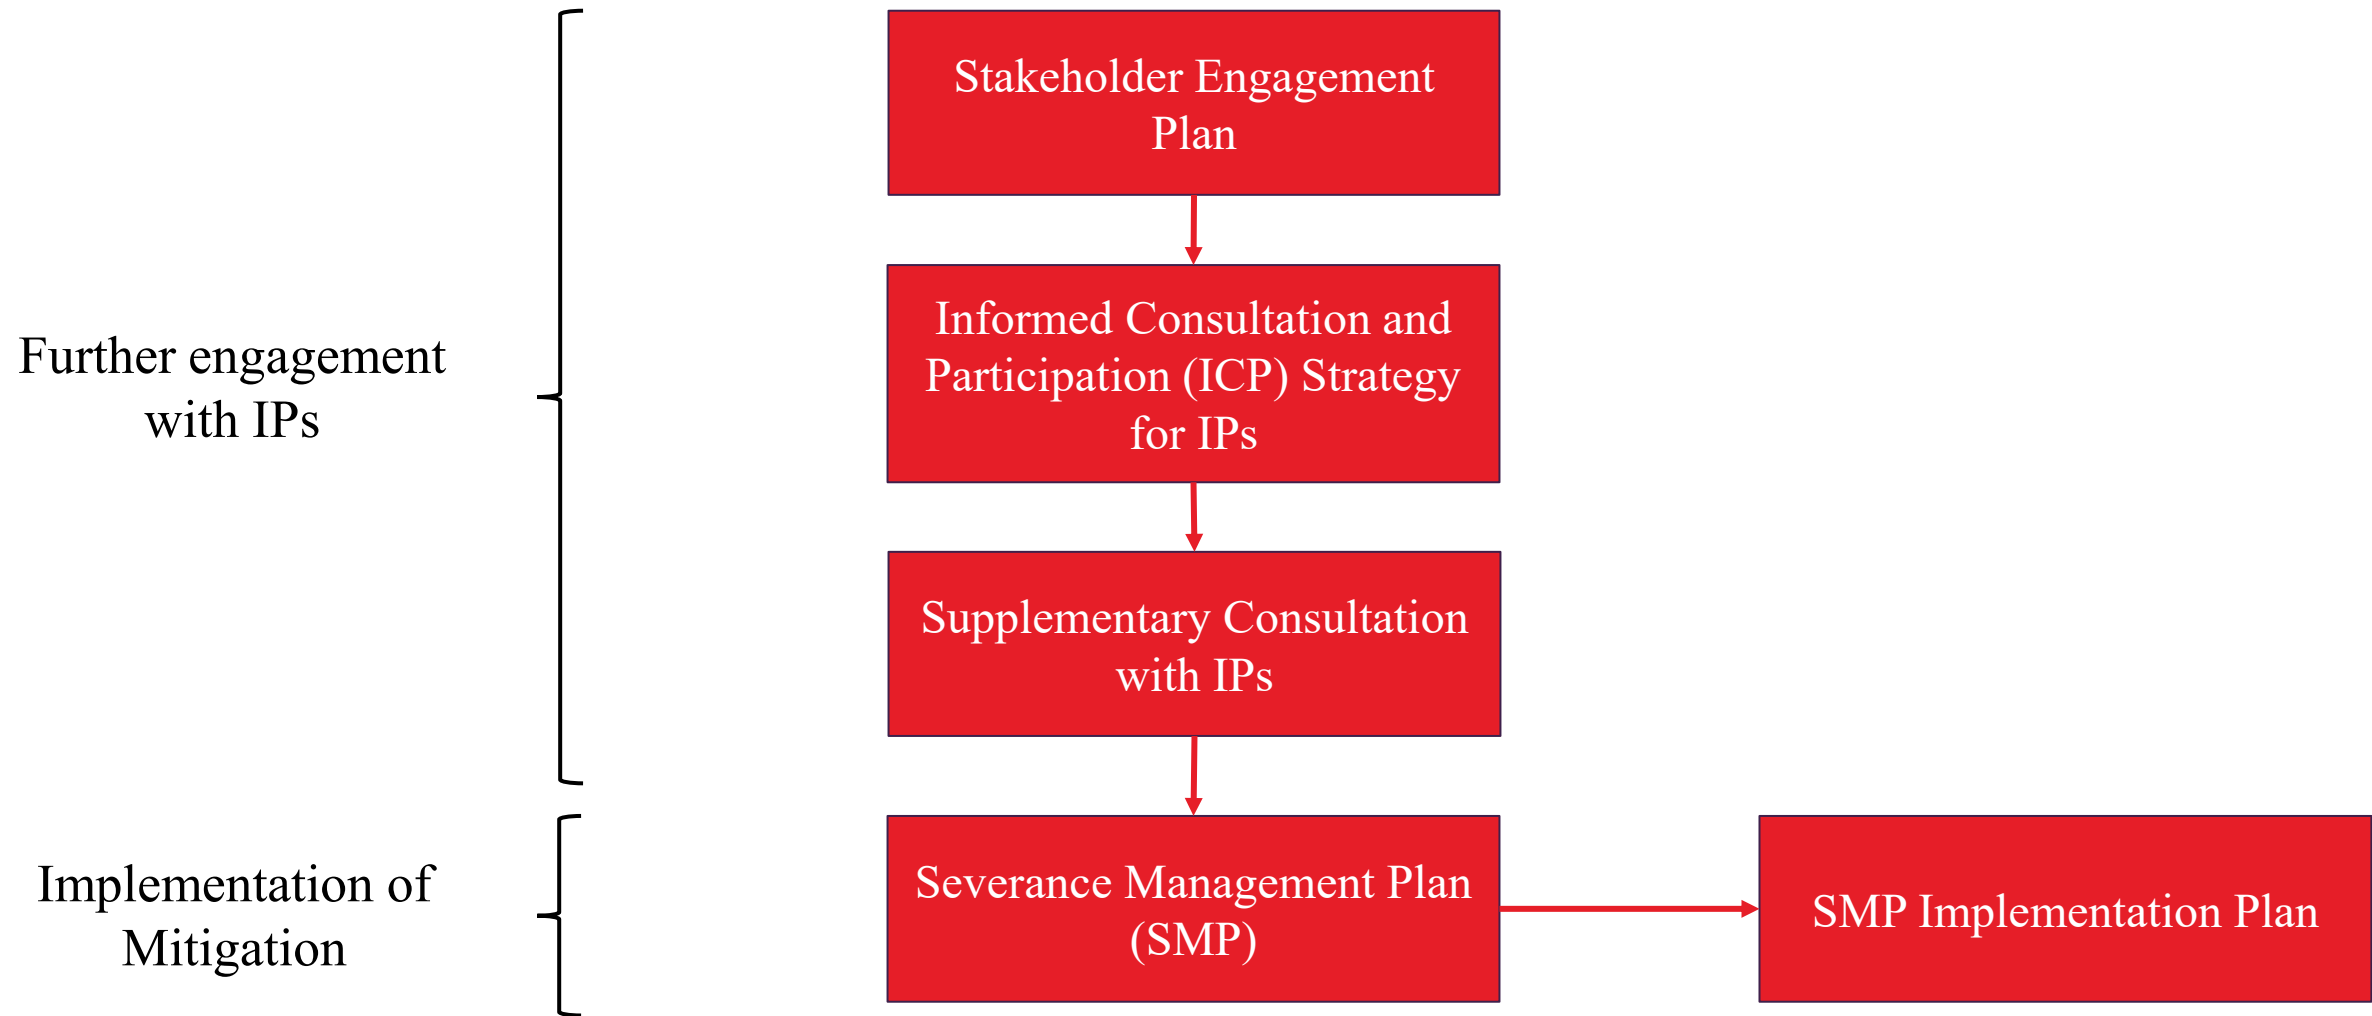 Stakeholder Engagement
Plan
Further engagement
with IPs
Informed Consultation and
Participation (ICP) Strategy
for IPs
Supplementary Consultation
with IPs
Implementation of
Mitigation
Severance Management Plan
(SMP)
SMP Implementation Plan